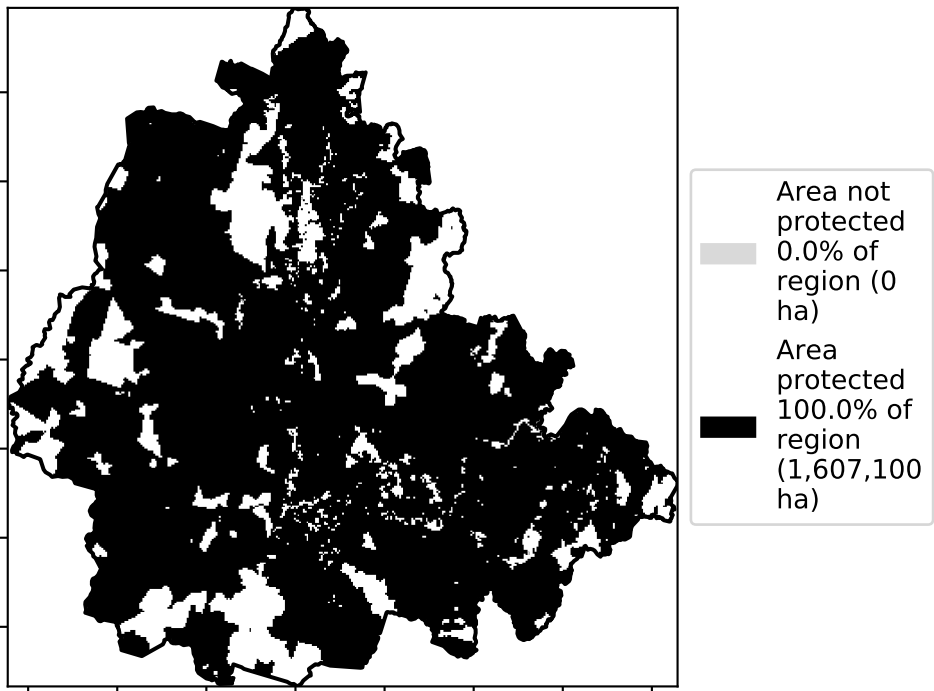 Area not
protected
0.0% of
region (0
ha)
Area
protected
100.0% of
region
(1,607,100
ha)